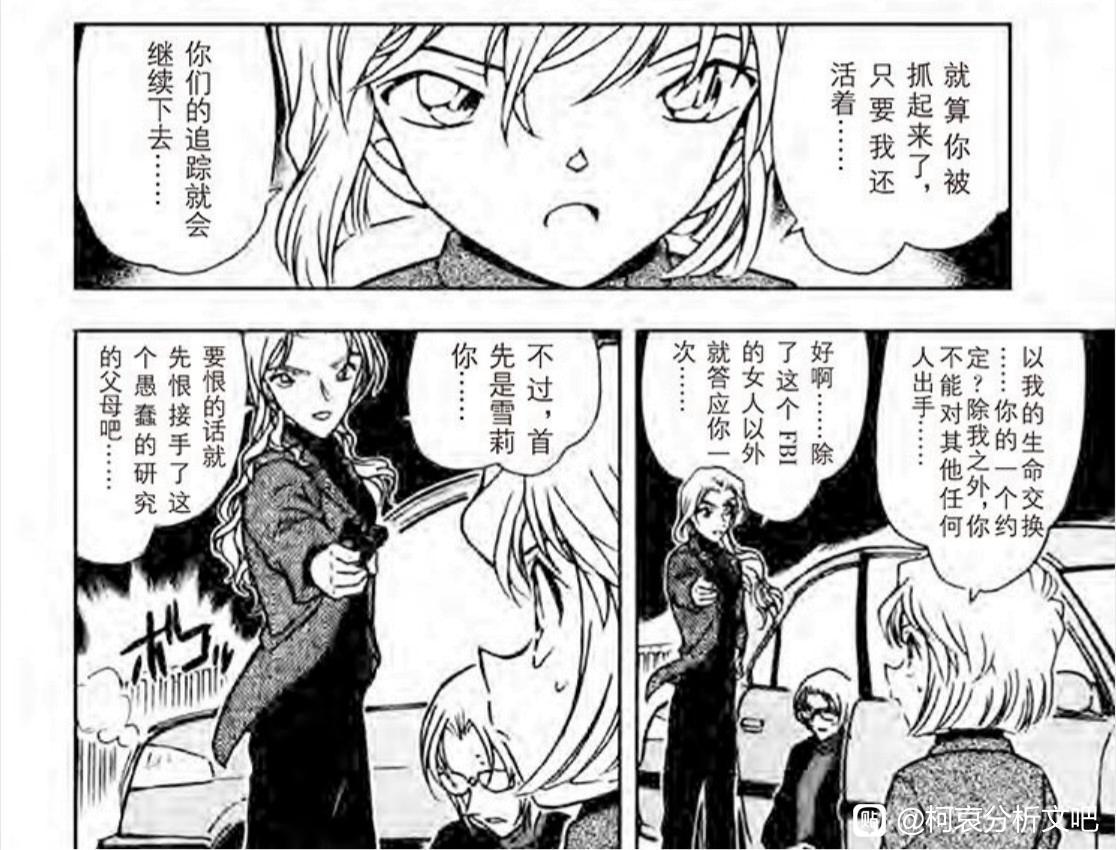 就算你被
抓起来了，
只要我还
活着……
你们的追踪就会
继续下去……
以我的生命交换
……你的一个约
定？除我之外，你
不能对其他任何
人出手……
好啊……除
了这个FBI
的女人以外
就答应你一
次……
不过，首
先是雪莉
你……
要恨的话就
先恨接手了这
个愚蠢的研究
的父母吧……
ボコ
贴 @柯哀分析文吧